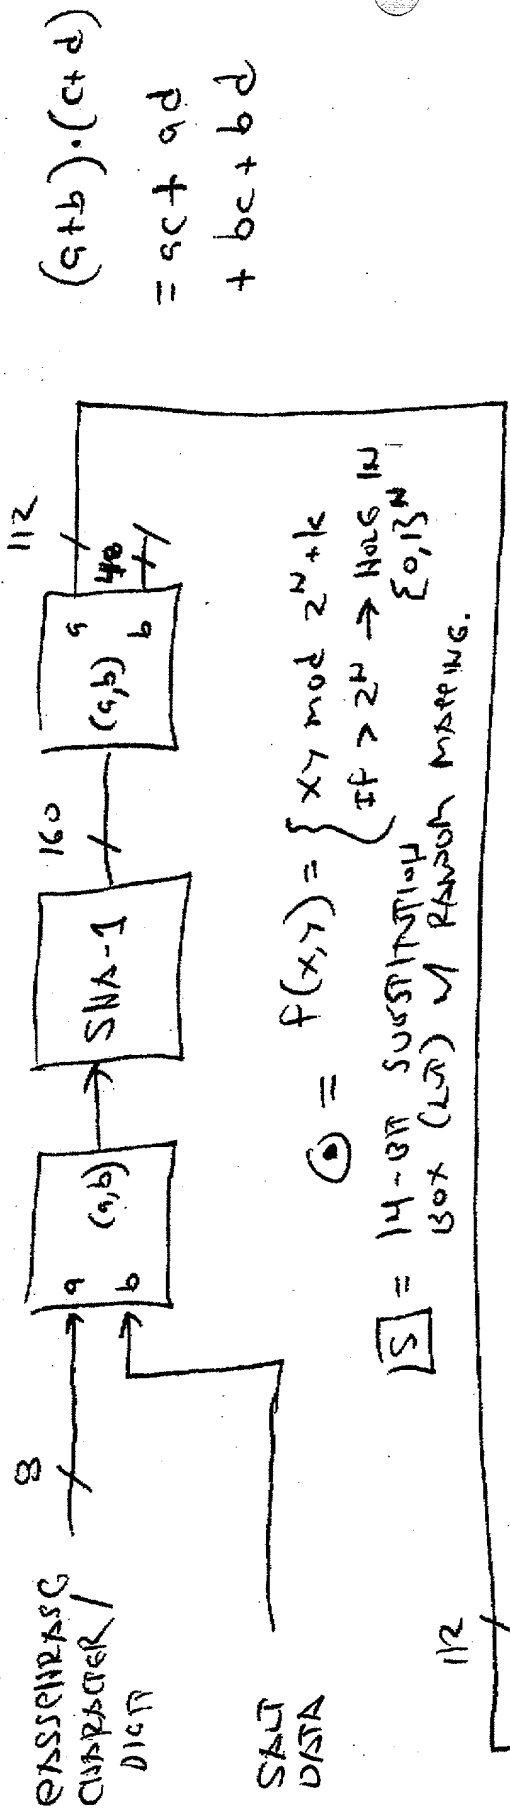 PASSPHRASE
CHARACTER/
DIGIT
8
a
b
(a,b)
SHA-1
160
(a,b)
a
b
112
48
(a+b)·(c+d)
= ac + ad
+ bc + bd
SALT
DATA
⊙ = f(x,y) = { xy mod 2^N + k
If > 2^N → HOLE IN
{0,1}^N
[S] = 14-BIT SUBSTITUTION
BOX (LUT) w/ RANDOM MAPPING.
112